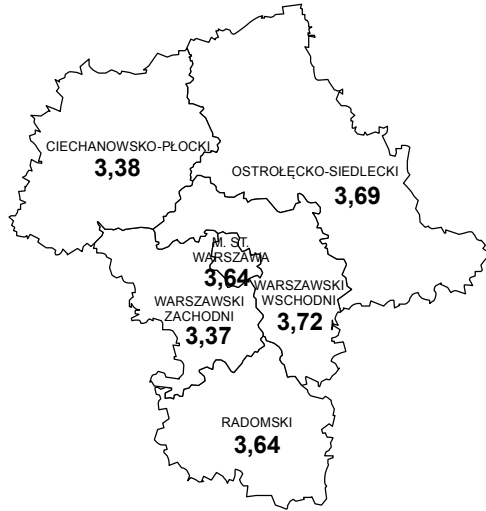 CIECHANOWSKO-PŁOCKI
3,38
OSTROŁĘCKO-SIEDLECKI
3,69
M. ST.
WARSZAWA
3,64
WARSZAWSKI
WSCHODNI
3,72
WARSZAWSKI
ZACHODNI
3,37
RADOMSKI
3,64